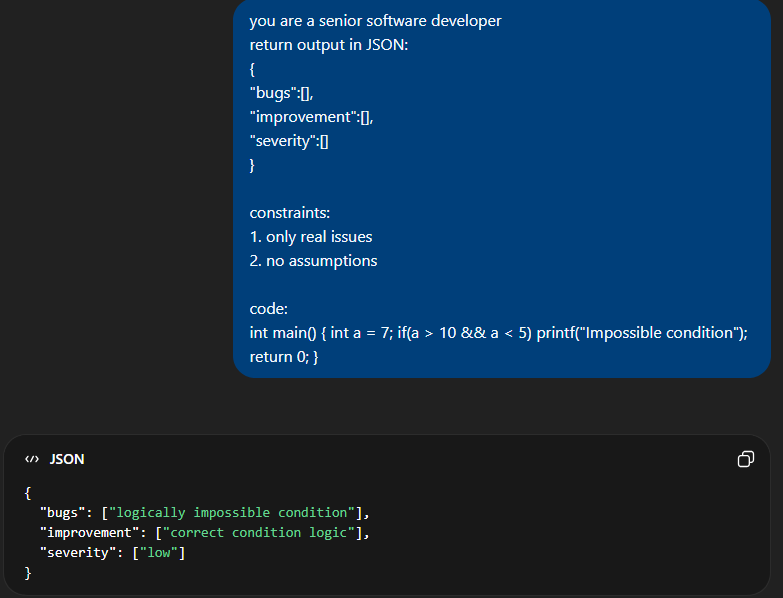 you are a senior software developer
return output in JSON:
{
"bugs":[],
"improvement":[],
"severity":[]
}
constraints:
1. only real issues
2. no assumptions
code:
int main() { int a = 7; if(a > 10 && a < 5) printf("Impossible condition");
return 0; }
</> JSON
{
"bugs": ["logically impossible condition"],
"improvement": ["correct condition logic"],
"severity": ["low"]
}